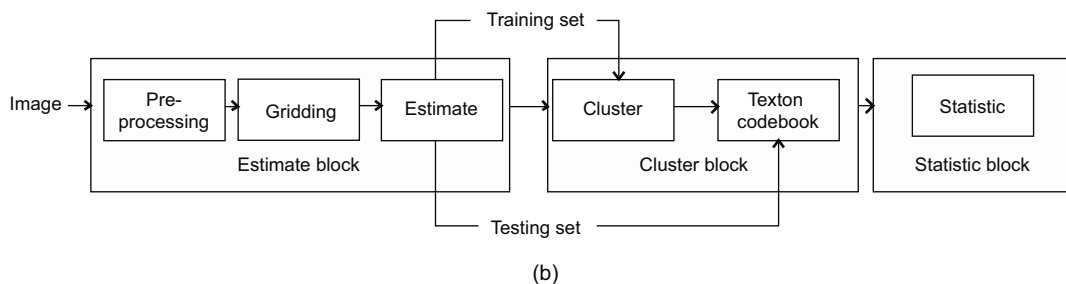 Training set
Image
Pre-
processing
Gridding
Estimate
Estimate block
Cluster
Texton
codebook
Cluster block
Statistic
Statistic block
Testing set
(b)